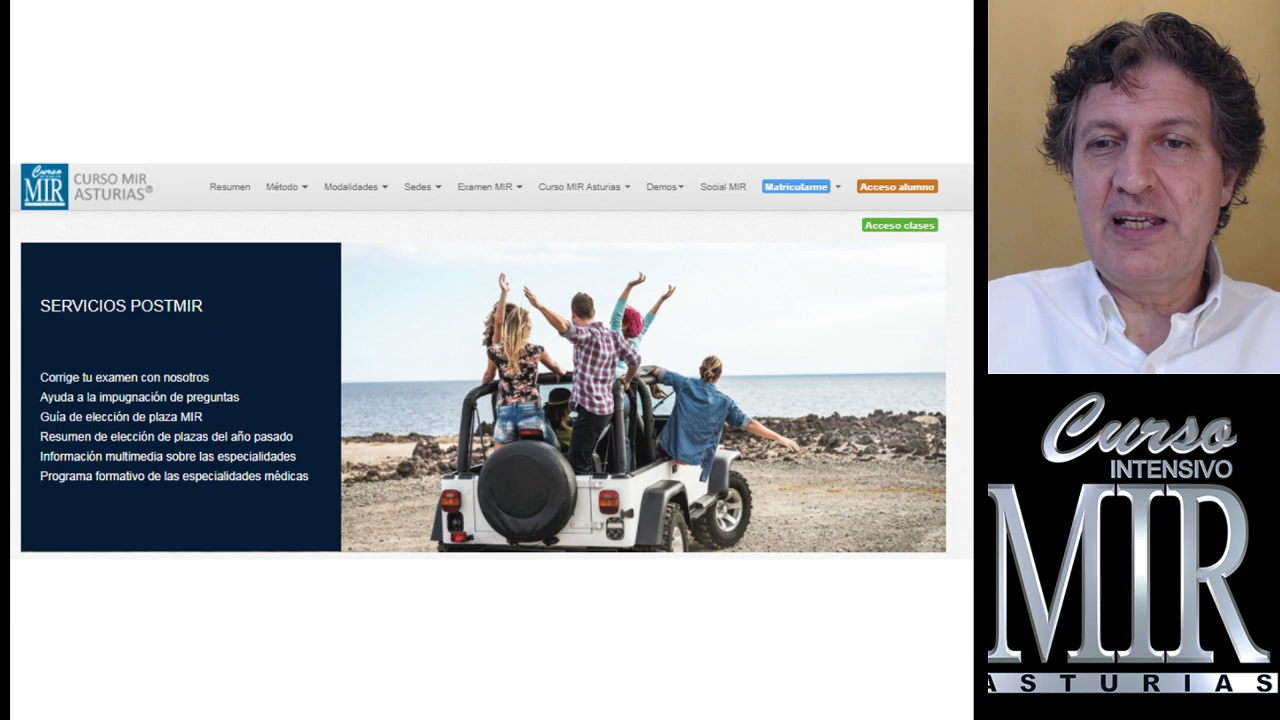 Curso
MIR
CURSO MIR
ASTURIAS®
Resumen Método Modalidades Sedes Examen MIR Curso MIR Asturias Demos Social MIR Matricularme Acceso alumno
Acceso clases
SERVICIOS POSTMIR
Corrige tu examen con nosotros
Ayuda a la impugnación de preguntas
Guía de elección de plaza MIR
Resumen de elección de plazas del año pasado
Información multimedia sobre las especialidades
Programa formativo de las especialidades médicas
Curso
INTENSIVO
MIR
ASTURIAS